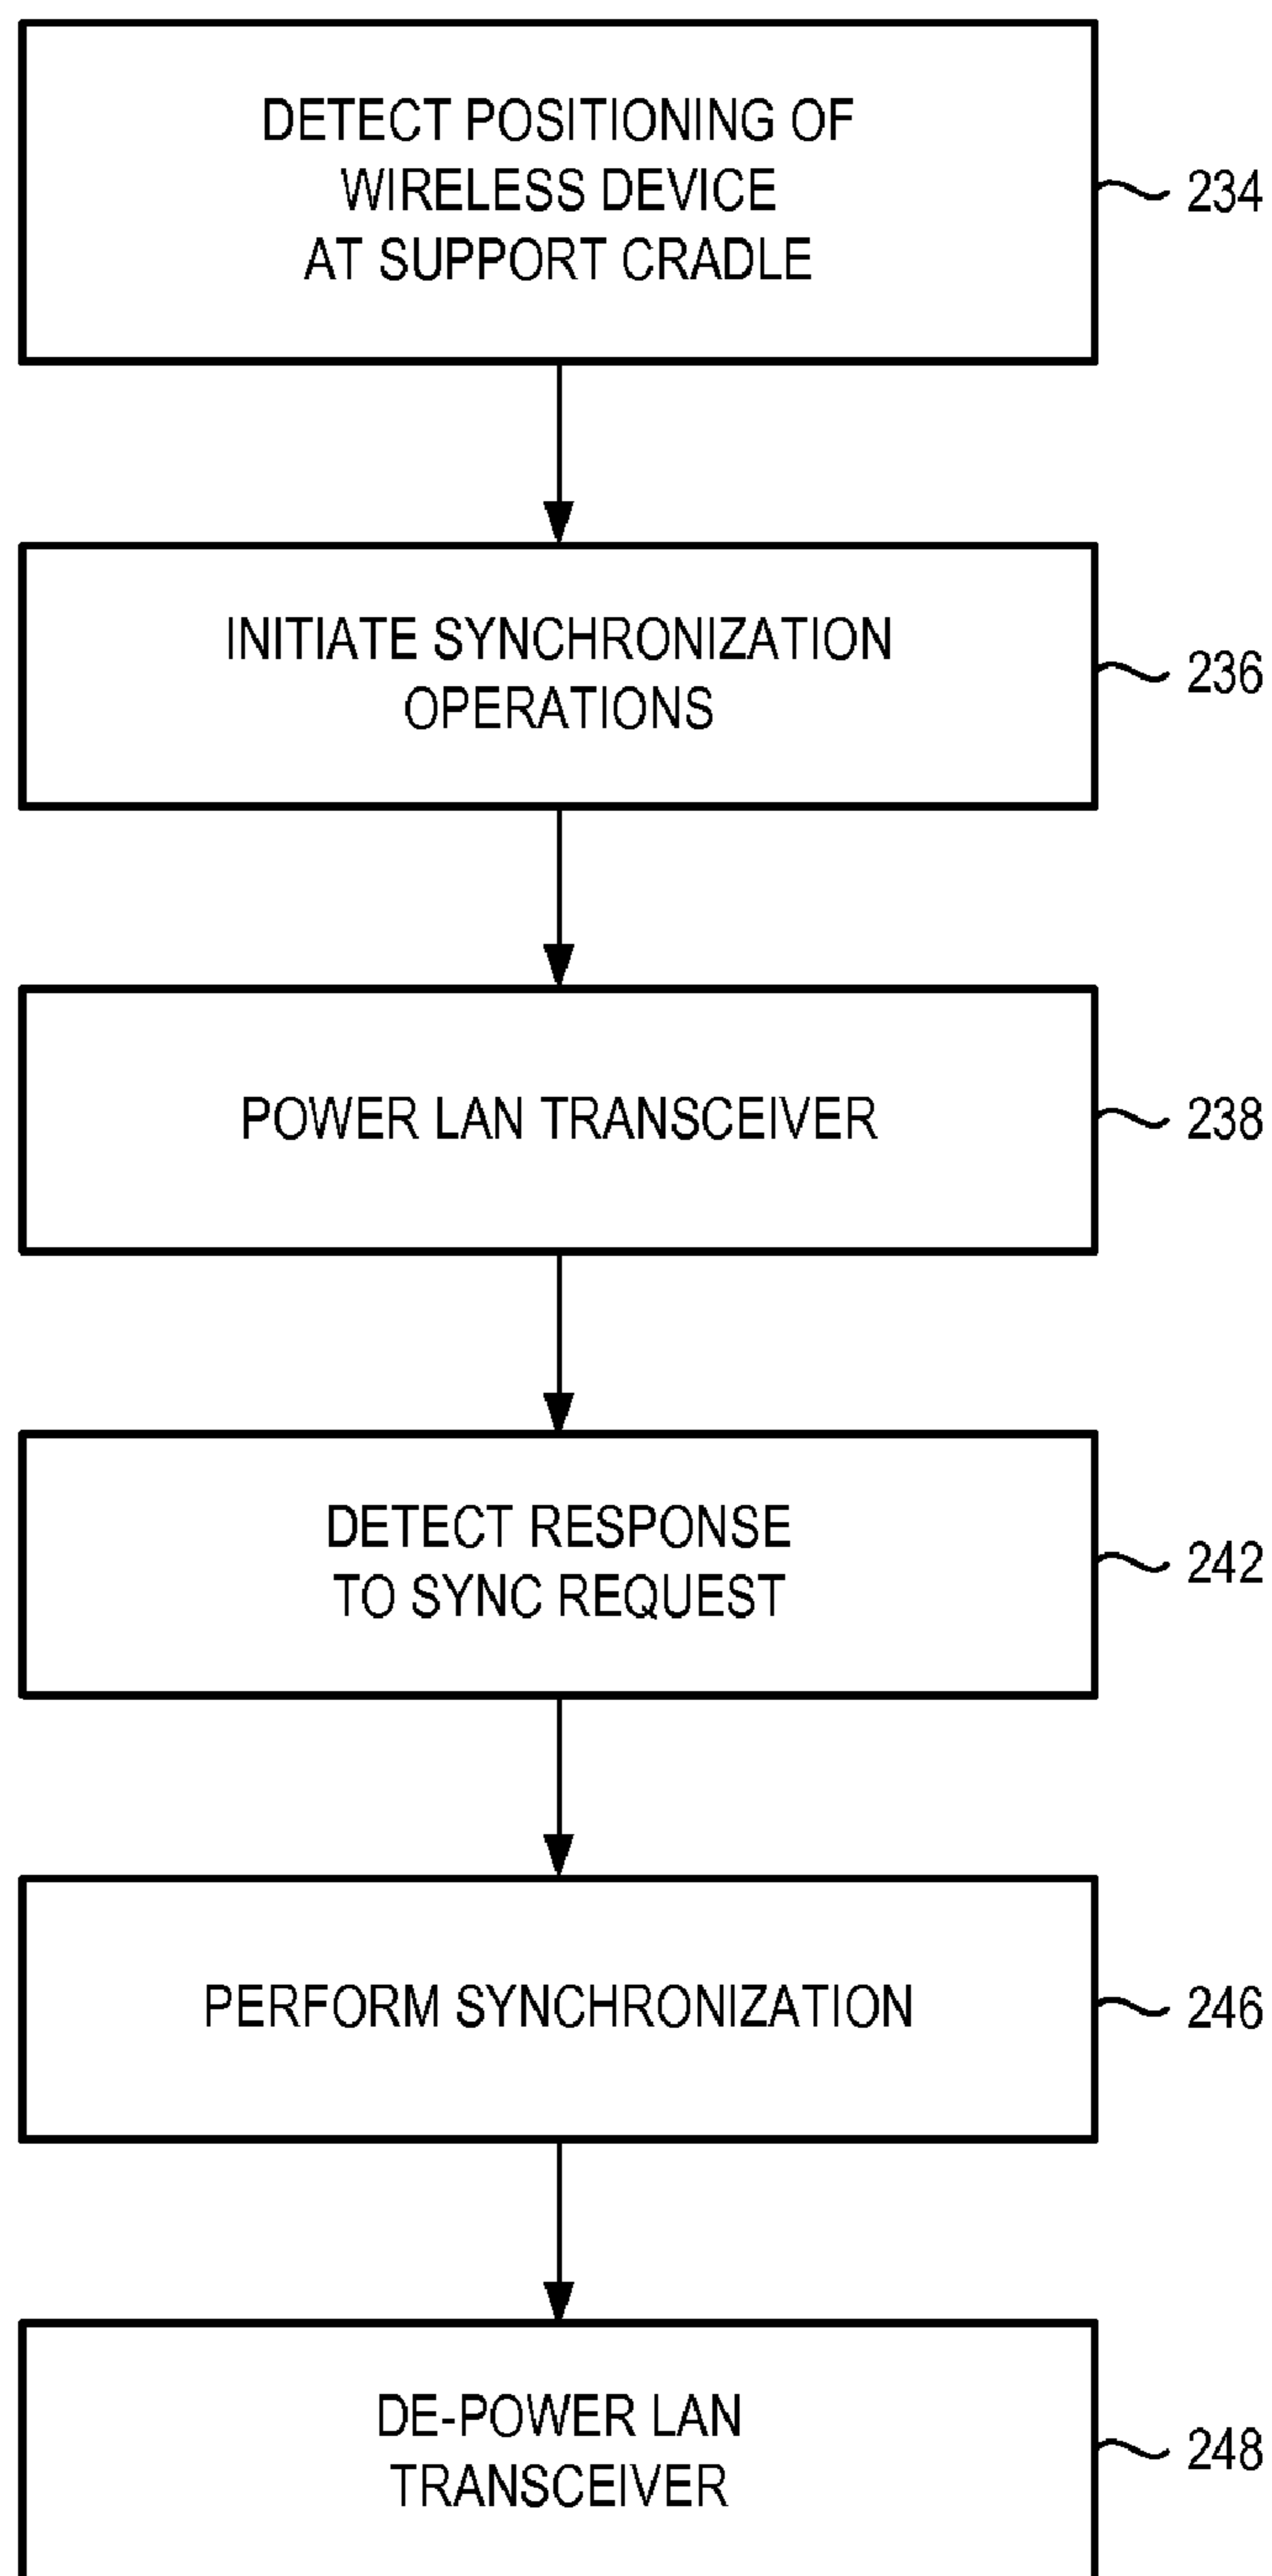 DETECT POSITIONING OF
WIRELESS DEVICE
AT SUPPORT CRADLE
234
INITIATE SYNCHRONIZATION
OPERATIONS
236
POWER LAN TRANSCEIVER
238
DETECT RESPONSE
TO SYNC REQUEST
242
PERFORM SYNCHRONIZATION
246
DE-POWER LAN
TRANSCEIVER
248